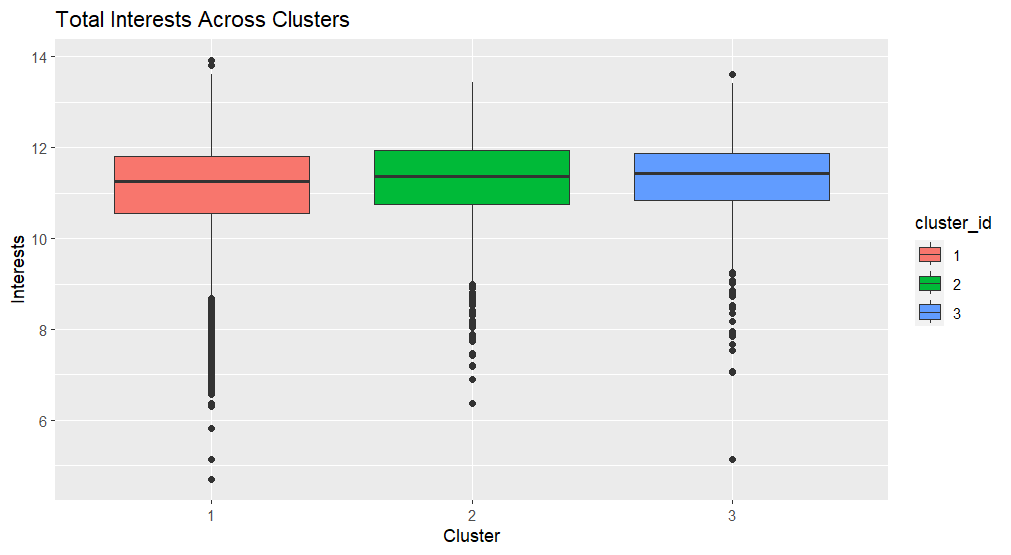 Total Interests Across Clusters
14
12
10
8
6
Interests
1
2
3
Cluster
cluster_id
1
2
3